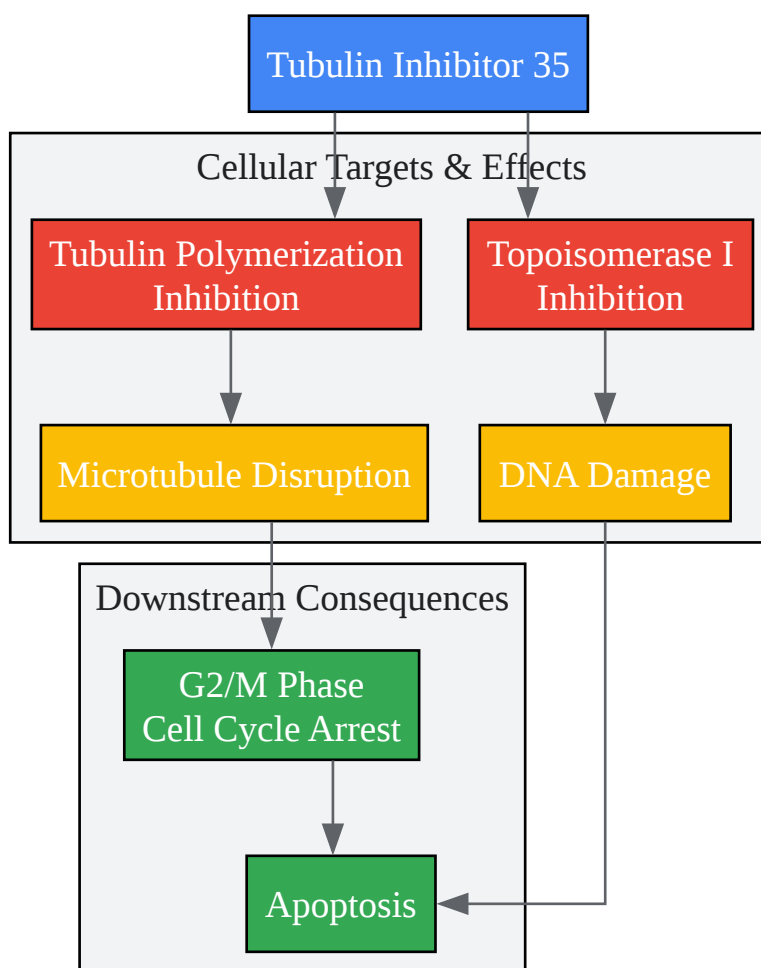 Tubulin Inhibitor 35
Cellular Targets & Effects
Tubulin Polymerization
Inhibition
Topoisomerase I
Inhibition
Microtubule Disruption
DNA Damage
Downstream Consequences
G2/M Phase
Cell Cycle Arrest
Apoptosis